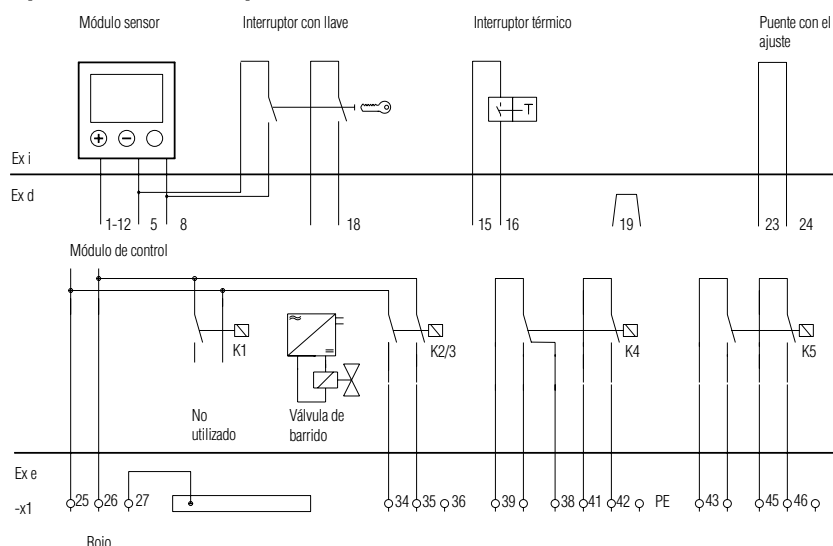 Módulo sensor
Interruptor con llave
Interruptor térmico
Puente con el
ajuste
T
Ex i
Ex d
1-12 5 8 18 15 16 19 23 24
Módulo de control
K1 K2/3 K4 K5
No
utilizado
Válvula de
barrido
Ex e
-x1 25 26 27 34 35 36 39 38 41 42 PE 43 45 46